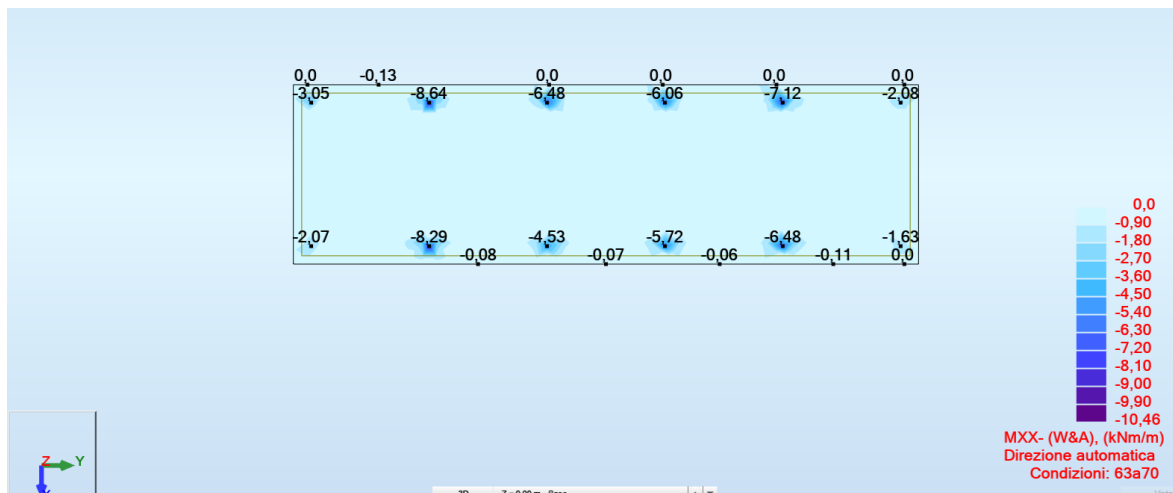 0,0 -0,13 0,0 0,0 0,0 0,0
-3,05 -8,64 -6,48 -6,06 -7,12 -2,08
-2,07 -8,29 -4,53 -5,72 -6,48 -1,63
-0,08 -0,07 -0,06 -0,11 0,0
0,0
-0,90
-1,80
-2,70
-3,60
-4,50
-5,40
-6,30
-7,20
-8,10
-9,00
-9,90
-10,46
MXX- (W&A), (kNm/m)
Direzione automatica
Condizioni: 63a70
Z Y